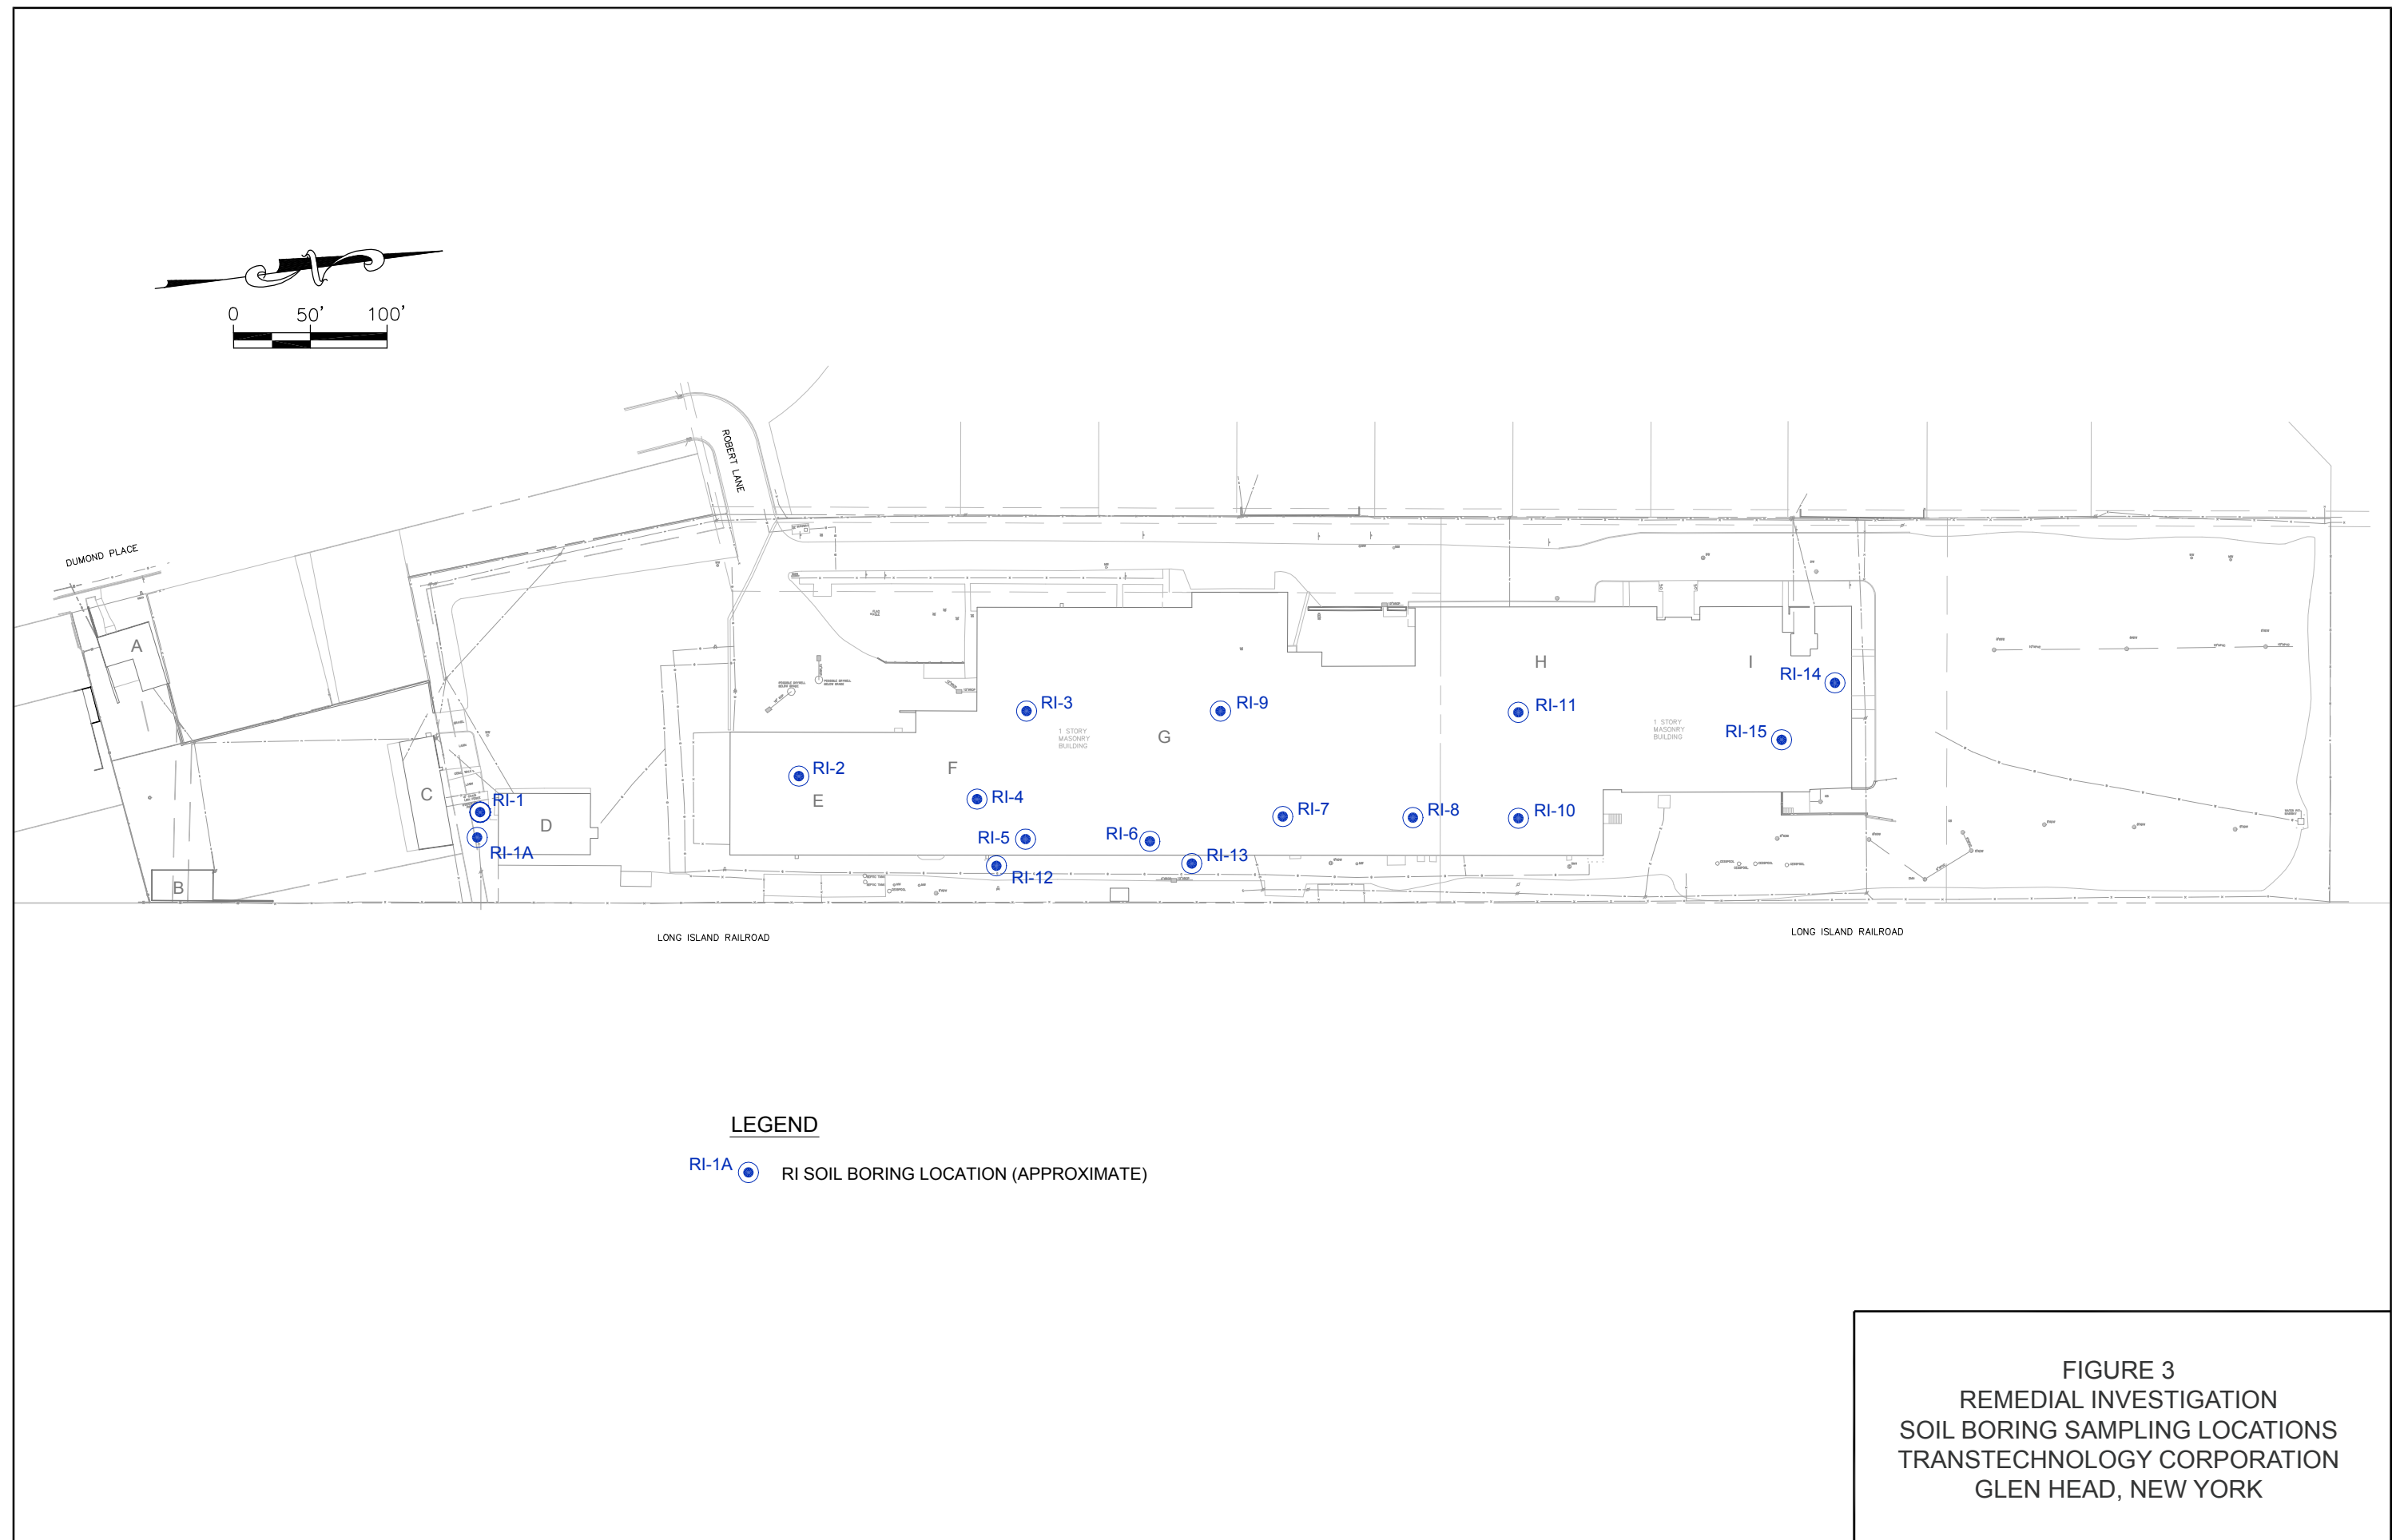 N
0 50' 100'
ROBERT LANE
DUMOND PLACE
A
H
I
RI-14
RI-3
RI-9
RI-11
1 STORY
MASONRY
BUILDING
1 STORY
MASONRY
BUILDING
G
RI-15
F
RI-2
E
C
RI-1
RI-4
D
RI-7
RI-8
RI-10
RI-5
RI-6
RI-1A
RI-13
RI-12
B
LONG ISLAND RAILROAD
LONG ISLAND RAILROAD
LEGEND
RI-1A RI SOIL BORING LOCATION (APPROXIMATE)
FIGURE 3
REMEDIAL INVESTIGATION
SOIL BORING SAMPLING LOCATIONS
TRANSTECHNOLOGY CORPORATION
GLEN HEAD, NEW YORK